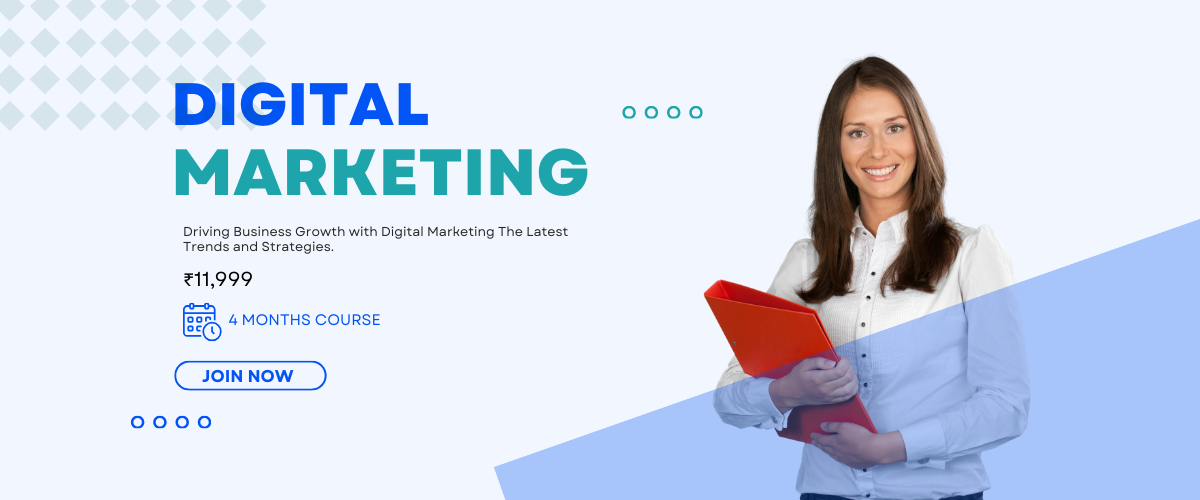 DIGITAL
MARKETING
Driving Business Growth with Digital Marketing The Latest
Trends and Strategies.
₹11,999
4 MONTHS COURSE
JOIN NOW